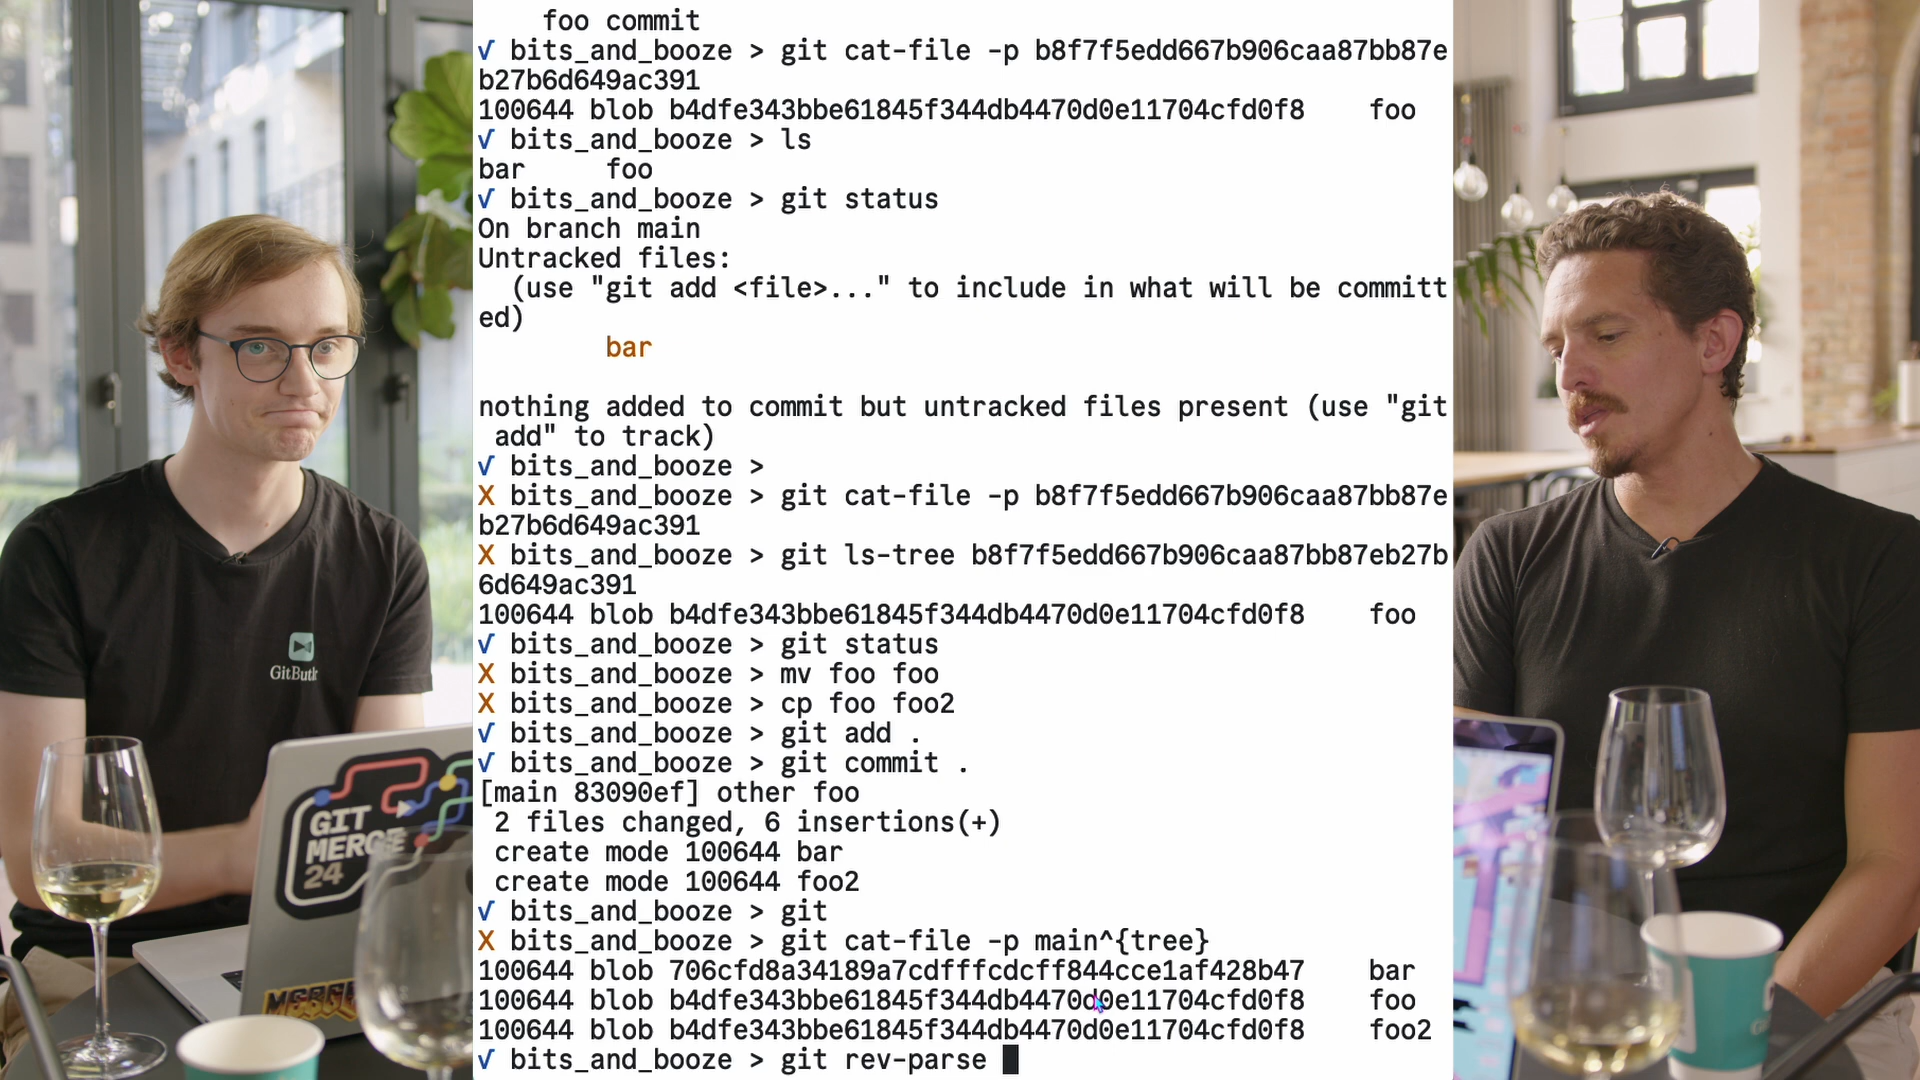 foo commit
√ bits_and_booze > git cat-file -p b8f7f5edd667b906caa87bb87e
b27b6d649ac391
100644 blob b4dfe343bbe61845f344db4470d0e11704cfd0f8    foo
√ bits_and_booze > ls
bar     foo
√ bits_and_booze > git status
On branch main
Untracked files:
  (use "git add <file>..." to include in what will be committ
ed)
        bar
nothing added to commit but untracked files present (use "git
 add" to track)
√ bits_and_booze >
X bits_and_booze > git cat-file -p b8f7f5edd667b906caa87bb87e
b27b6d649ac391
X bits_and_booze > git ls-tree b8f7f5edd667b906caa87bb87eb27b
6d649ac391
100644 blob b4dfe343bbe61845f344db4470d0e11704cfd0f8    foo
√ bits_and_booze > git status
X bits_and_booze > mv foo foo
X bits_and_booze > cp foo foo2
√ bits_and_booze > git add .
√ bits_and_booze > git commit .
[main 83090ef] other foo
 2 files changed, 6 insertions(+)
 create mode 100644 bar
 create mode 100644 foo2
√ bits_and_booze > git
X bits_and_booze > git cat-file -p main^{tree}
100644 blob 706cfd8a34189a7cdfffcdcff844cce1af428b47    bar
100644 blob b4dfe343bbe61845f344db4470d0e11704cfd0f8    foo
100644 blob b4dfe343bbe61845f344db4470d0e11704cfd0f8    foo2
√ bits_and_booze > git rev-parse
GitButl
GIT
MERGE
24